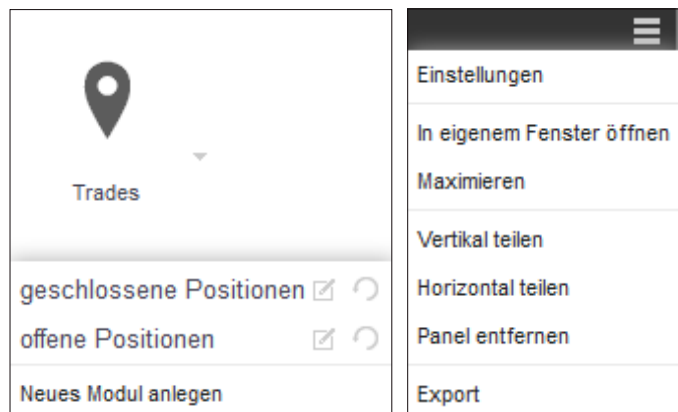 Trades
geschlossene Positionen
offene Positionen
Neues Modul anlegen
Einstellungen
In eigenem Fenster öffnen
Maximieren
Vertikal teilen
Horizontal teilen
Panel entfernen
Export